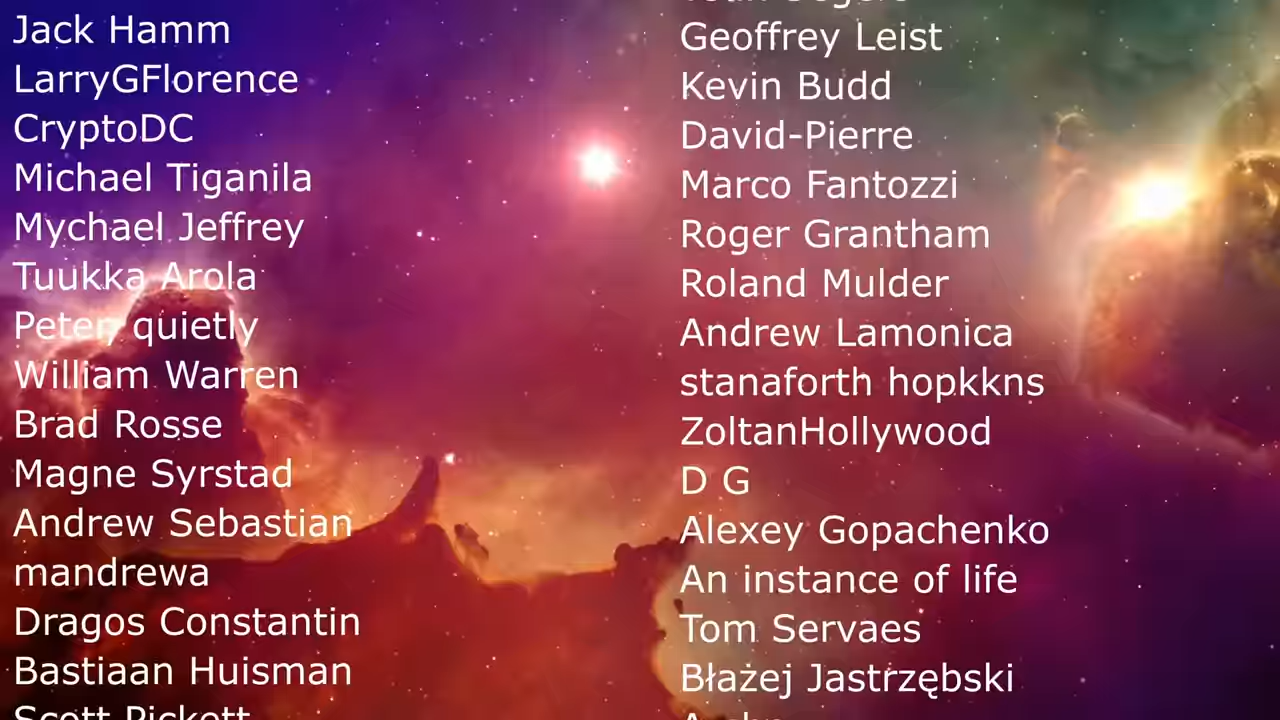 Jack Hamm
LarryGFlorence
CryptoDC
Michael Tiganila
Mychael Jeffrey
Tuukka Arola
Peter, quietly
William Warren
Brad Rosse
Magne Syrstad
Andrew Sebastian
mandrewa
Dragos Constantin
Bastiaan Huisman
Scott Pickett
Geoffrey Leist
Kevin Budd
David-Pierre
Marco Fantozzi
Roger Grantham
Roland Mulder
Andrew Lamonica
stanaforth hopkkns
ZoltanHollywood
D G
Alexey Gopachenko
An instance of life
Tom Servaes
Błażej Jastrzębski